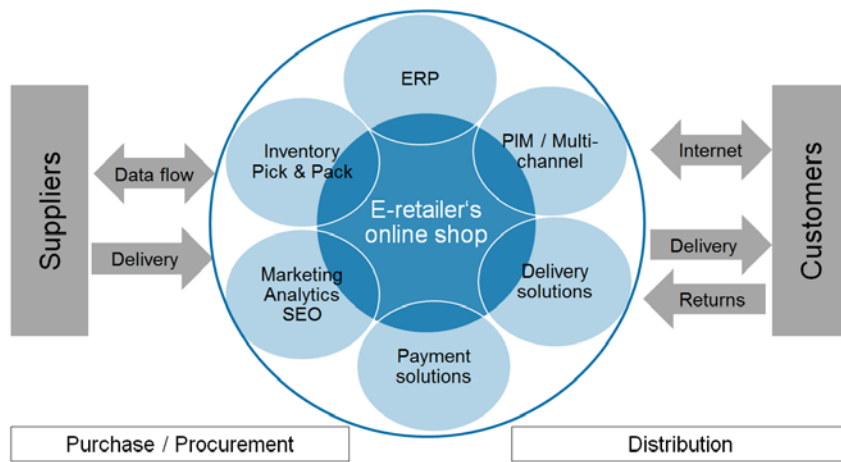 ERP
Inventory
Pick & Pack
PIM / Multi-
channel
Suppliers
Data flow
Delivery
E-retailer's
online shop
Internet
Delivery
Returns
Customers
Marketing
Analytics
SEO
Delivery
solutions
Payment
solutions
Purchase / Procurement
Distribution